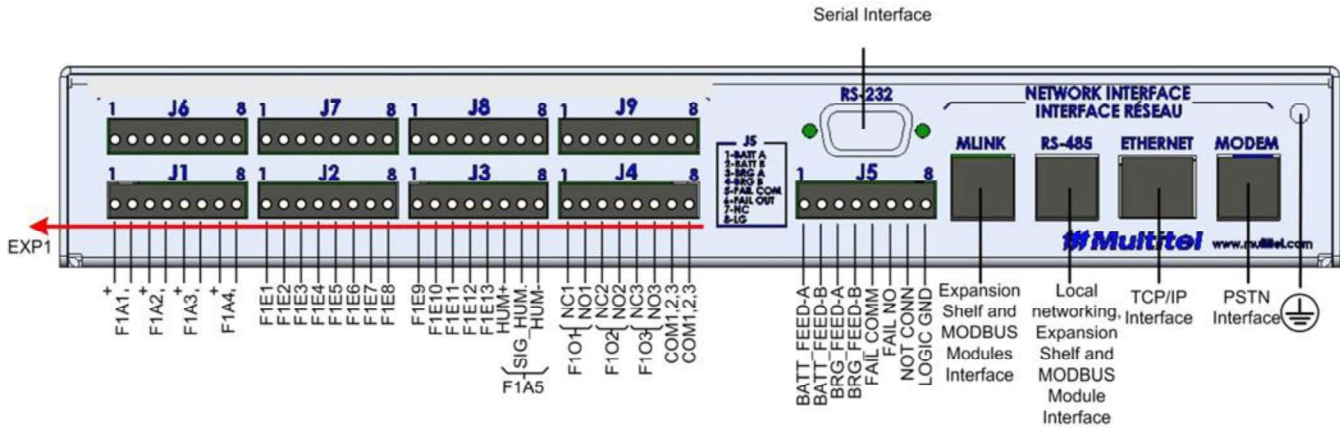 Serial Interface
1 J6 8 1 J7 8 1 J8 8 1 J9 8
RS-232
NETWORK INTERFACE
INTERFACE RÉSEAU
MLINK RS-485 ETHERNET MODEM
J5
1-BATT A
2-BATT B
3-BRG A
4-BRG B
5-FAIL COM
6-FAIL OUT
7-NC
8-LG
1 J1 8 1 J2 8 1 J3 8 1 J4 8
1 J5 8
Multitel www.multitel.com
EXP1
+
F1A1,
+
F1A2,
+
F1A3,
+
F1A4,
F1E1
F1E2
F1E3
F1E4
F1E5
F1E6
F1E7
F1E8
F1E9
F1E10
F1E11
F1E12
F1E13
HUM+
SIG_HUM.
HUM-
F1A5
F1O1
NC1
NO1
F1O2
NC2
NO2
F1O3
NC3
NO3
COM1,2,3
COM1,2,3
BATT_FEED-A
BATT_FEED-B
BRG_FEED-A
BRG_FEED-B
FAIL COMM
FAIL NO
NOT CONN
LOGIC GND
Expansion
Shelf and
MODBUS
Modules
Interface
Local
networking,
Expansion
Shelf and
MODBUS
Module
Interface
TCP/IP
Interface
PSTN
Interface